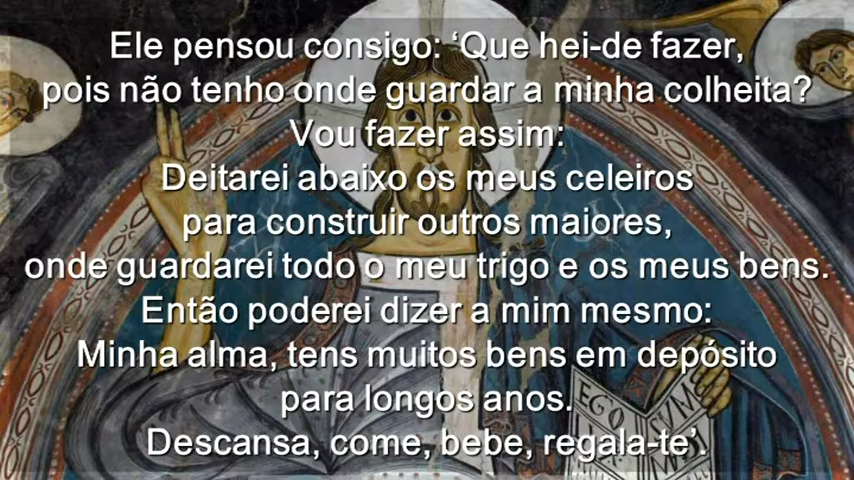 Ele pensou consigo: ‘Que hei-de fazer,
pois não tenho onde guardar a minha colheita?
Vou fazer assim:
Deitarei abaixo os meus celeiros
para construir outros maiores,
onde guardarei todo o meu trigo e os meus bens.
Então poderei dizer a mim mesmo:
Minha alma, tens muitos bens em depósito
para longos anos.
Descansa, come, bebe, regala-te’.
EGO
SUM